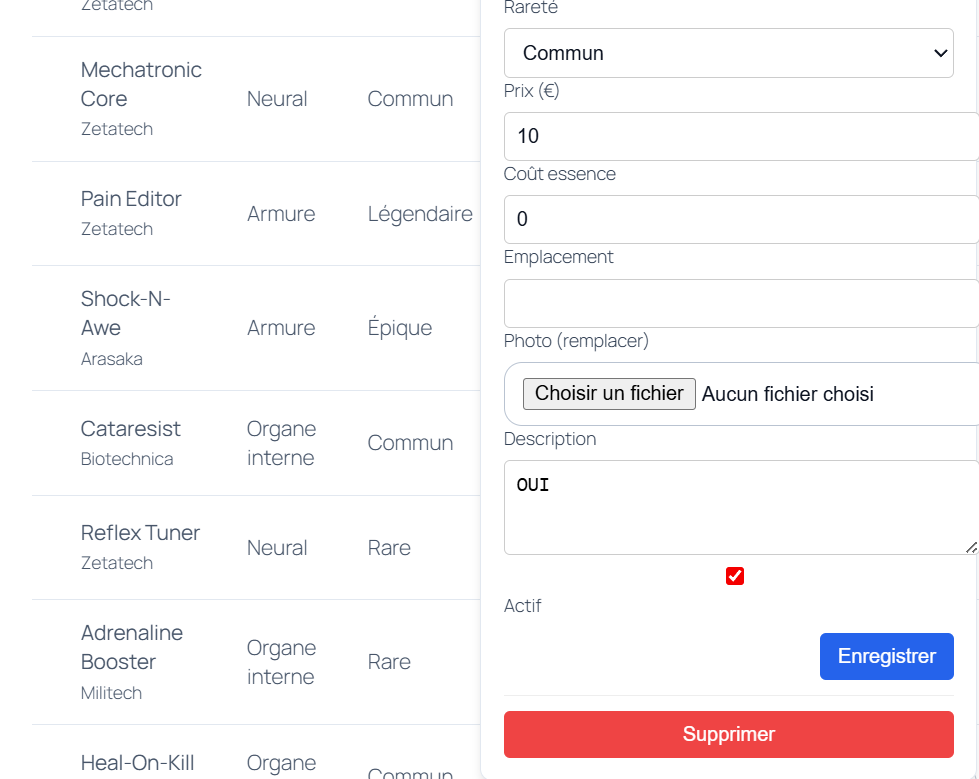 Zetatech
Mechatronic
Core
Zetatech
Neural
Commun
Pain Editor
Zetatech
Armure
Légendaire
Shock-N-
Awe
Arasaka
Armure
Épique
Cataresist
Biotechnica
Organe
interne
Commun
Reflex Tuner
Zetatech
Neural
Rare
Adrenaline
Booster
Militech
Organe
interne
Rare
Heal-On-Kill
Organe
Commun
Rareté
Commun
Prix (€)
10
Coût essence
0
Emplacement
Photo (remplacer)
Choisir un fichier Aucun fichier choisi
Description
OUI
Actif
Enregistrer
Supprimer